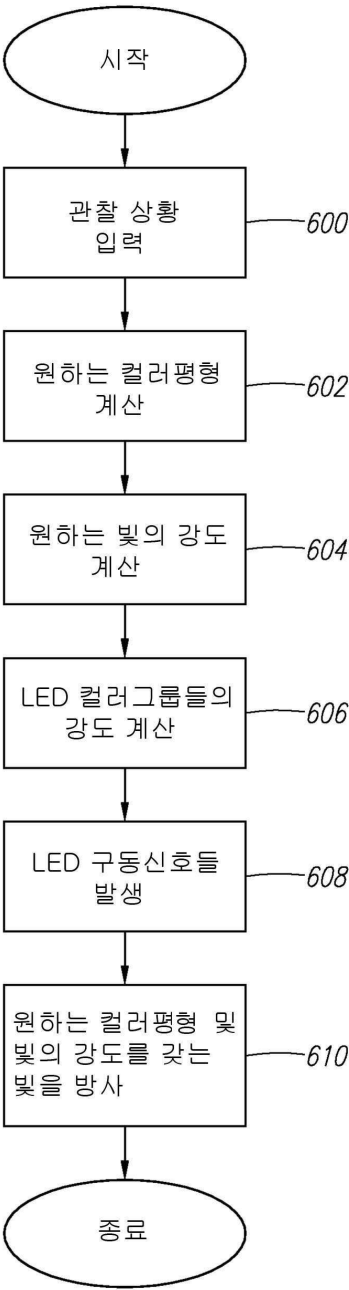 시작
관찰 상황
입력
600
원하는 컬러평형
계산
602
원하는 빛의 강도
계산
604
LED 컬러그룹들의
강도 계산
606
LED 구동신호들
발생
608
원하는 컬러평형 및
빛의 강도를 갖는
빛을 방사
610
종료